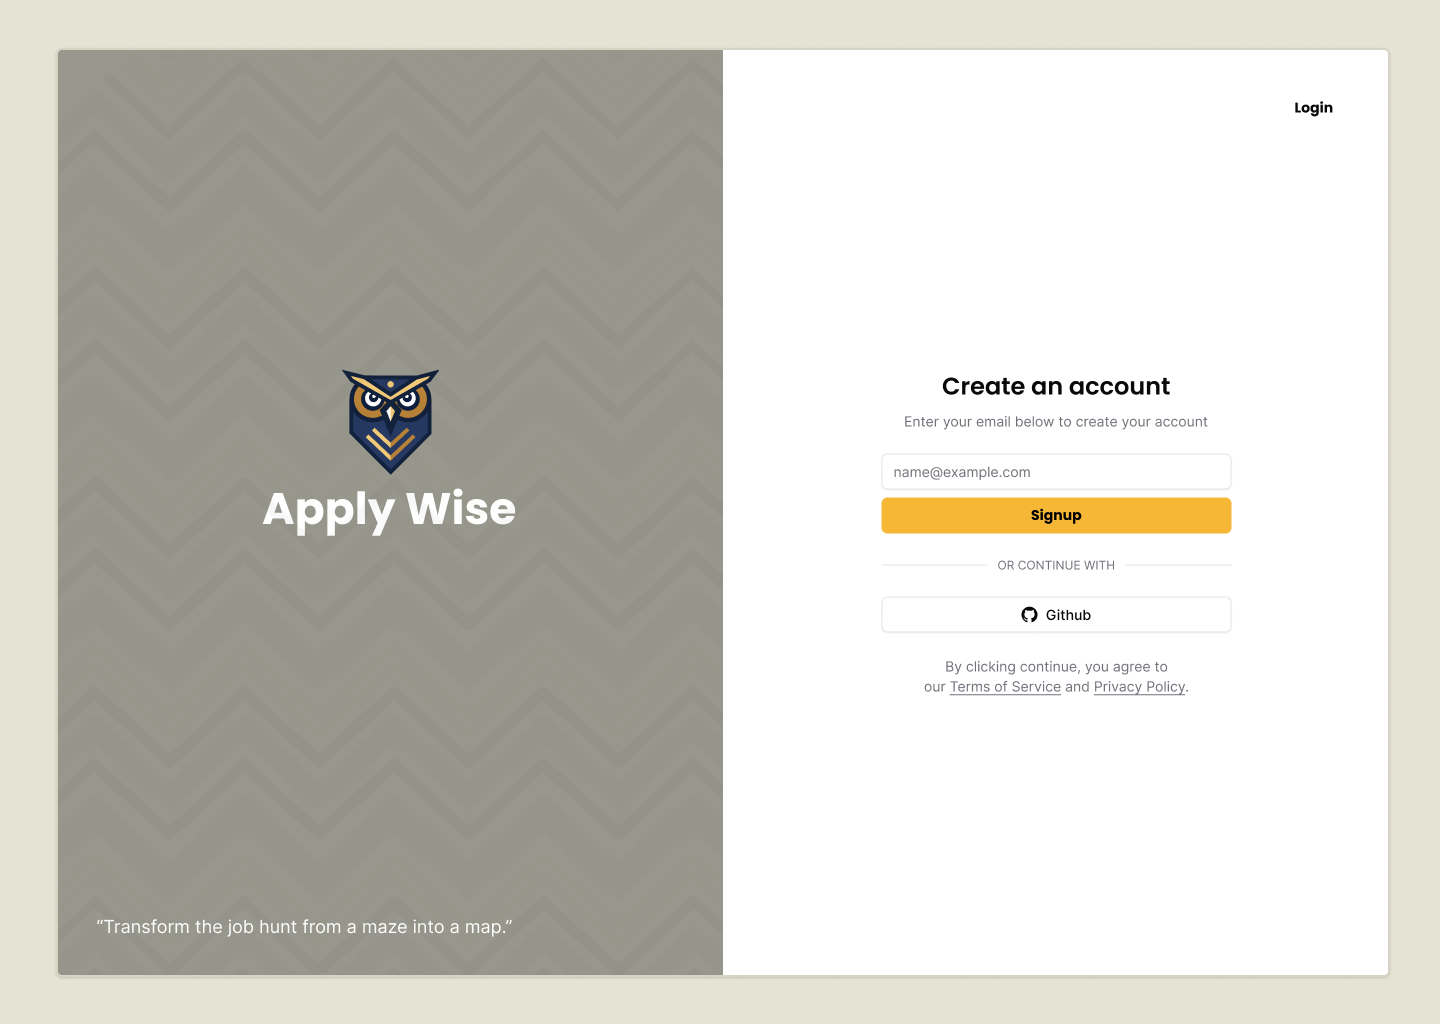 Login
Apply Wise
“Transform the job hunt from a maze into a map.”
Create an account
Enter your email below to create your account
name@example.com
Signup
OR CONTINUE WITH
Github
By clicking continue, you agree to
our Terms of Service and Privacy Policy.